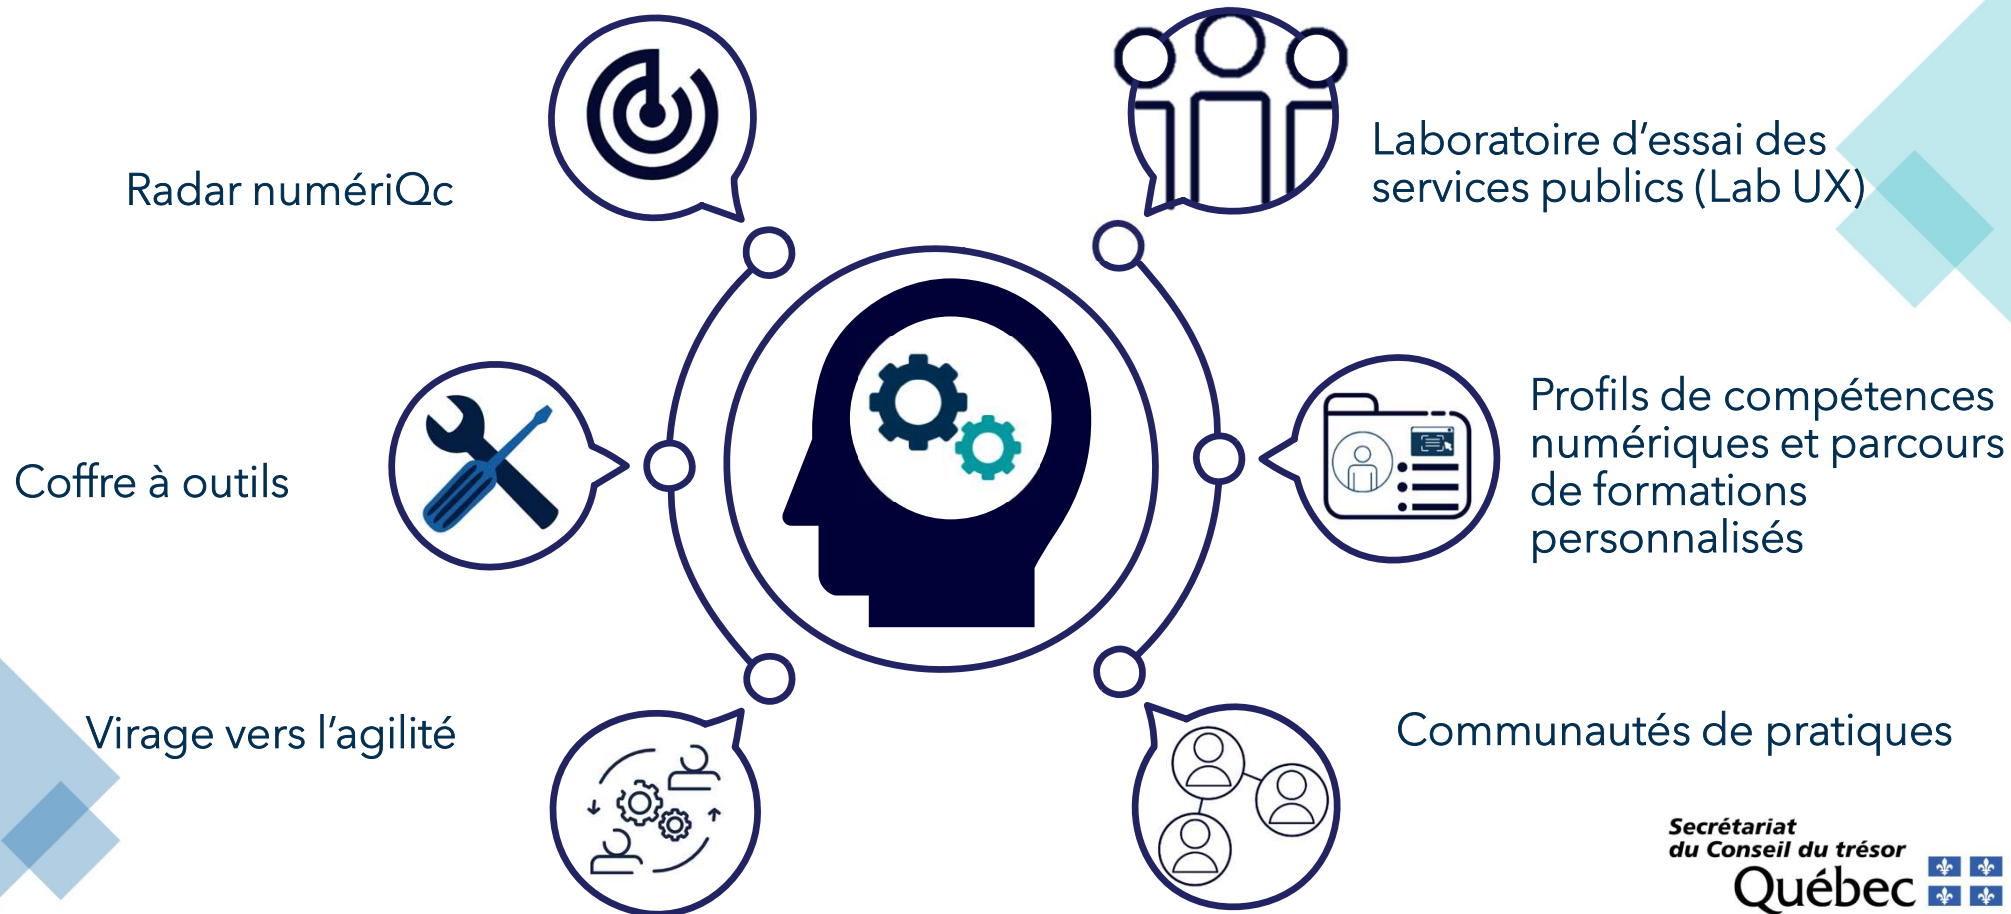 Radar numériQc
Coffre à outils
Virage vers l'agilité
Laboratoire d'essai des
services publics (Lab UX)
Profils de compétences
numériques et parcours
de formations
personnalisés
Communautés de pratiques
Secrétariat
du Conseil du trésor
Québec